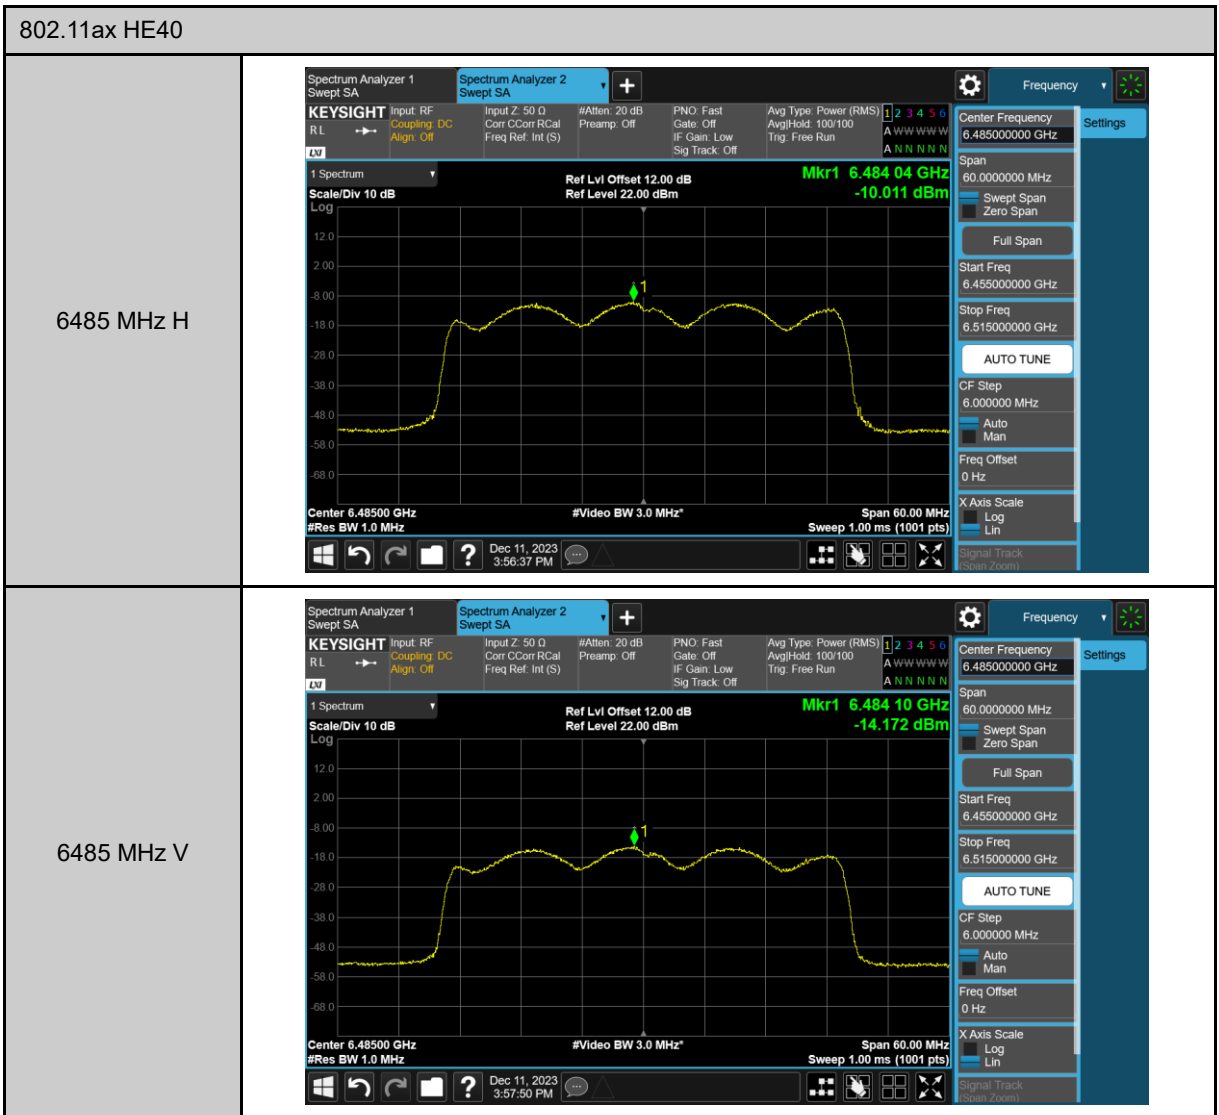 802.11ax HE40
6485 MHz H
Spectrum Analyzer 1
Swept SA
Spectrum Analyzer 2
Swept SA
Frequency
KEYSIGHT
RL
LXI
Input: RF
Coupling: DC
Align: Off
Input Z: 50 Ω
Corr CCorr RCal
Freq Ref: Int (S)
#Atten: 20 dB
Preamp: Off
PNO: Fast
Gate: Off
IF Gain: Low
Sig Track: Off
Avg Type: Power (RMS)
Avg|Hold: 100/100
Trig: Free Run
1 2 3 4 5 6
A W W W W W
A N N N N N
1 Spectrum
Scale/Div 10 dB
Log
Ref Lvl Offset 12.00 dB
Ref Level 22.00 dBm
Mkr1 6.484 04 GHz
-10.011 dBm
12.0
2.00
-8.00
-18.0
-28.0
-38.0
-48.0
-58.0
-68.0
1
Center 6.48500 GHz
#Res BW 1.0 MHz
#Video BW 3.0 MHz*
Span 60.00 MHz
Sweep 1.00 ms (1001 pts)
?
Dec 11, 2023
3:56:37 PM
Center Frequency
6.485000000 GHz
Settings
Span
60.0000000 MHz
Swept Span
Zero Span
Full Span
Start Freq
6.455000000 GHz
Stop Freq
6.515000000 GHz
AUTO TUNE
CF Step
6.000000 MHz
Auto
Man
Freq Offset
0 Hz
X Axis Scale
Log
Lin
Signal Track
(Span Zoom)
6485 MHz V
Spectrum Analyzer 1
Swept SA
Spectrum Analyzer 2
Swept SA
Frequency
KEYSIGHT
RL
LXI
Input: RF
Coupling: DC
Align: Off
Input Z: 50 Ω
Corr CCorr RCal
Freq Ref: Int (S)
#Atten: 20 dB
Preamp: Off
PNO: Fast
Gate: Off
IF Gain: Low
Sig Track: Off
Avg Type: Power (RMS)
Avg|Hold: 100/100
Trig: Free Run
1 2 3 4 5 6
A W W W W W
A N N N N N
1 Spectrum
Scale/Div 10 dB
Log
Ref Lvl Offset 12.00 dB
Ref Level 22.00 dBm
Mkr1 6.484 10 GHz
-14.172 dBm
12.0
2.00
-8.00
-18.0
-28.0
-38.0
-48.0
-58.0
-68.0
1
Center 6.48500 GHz
#Res BW 1.0 MHz
#Video BW 3.0 MHz*
Span 60.00 MHz
Sweep 1.00 ms (1001 pts)
?
Dec 11, 2023
3:57:50 PM
Center Frequency
6.485000000 GHz
Settings
Span
60.0000000 MHz
Swept Span
Zero Span
Full Span
Start Freq
6.455000000 GHz
Stop Freq
6.515000000 GHz
AUTO TUNE
CF Step
6.000000 MHz
Auto
Man
Freq Offset
0 Hz
X Axis Scale
Log
Lin
Signal Track
(Span Zoom)